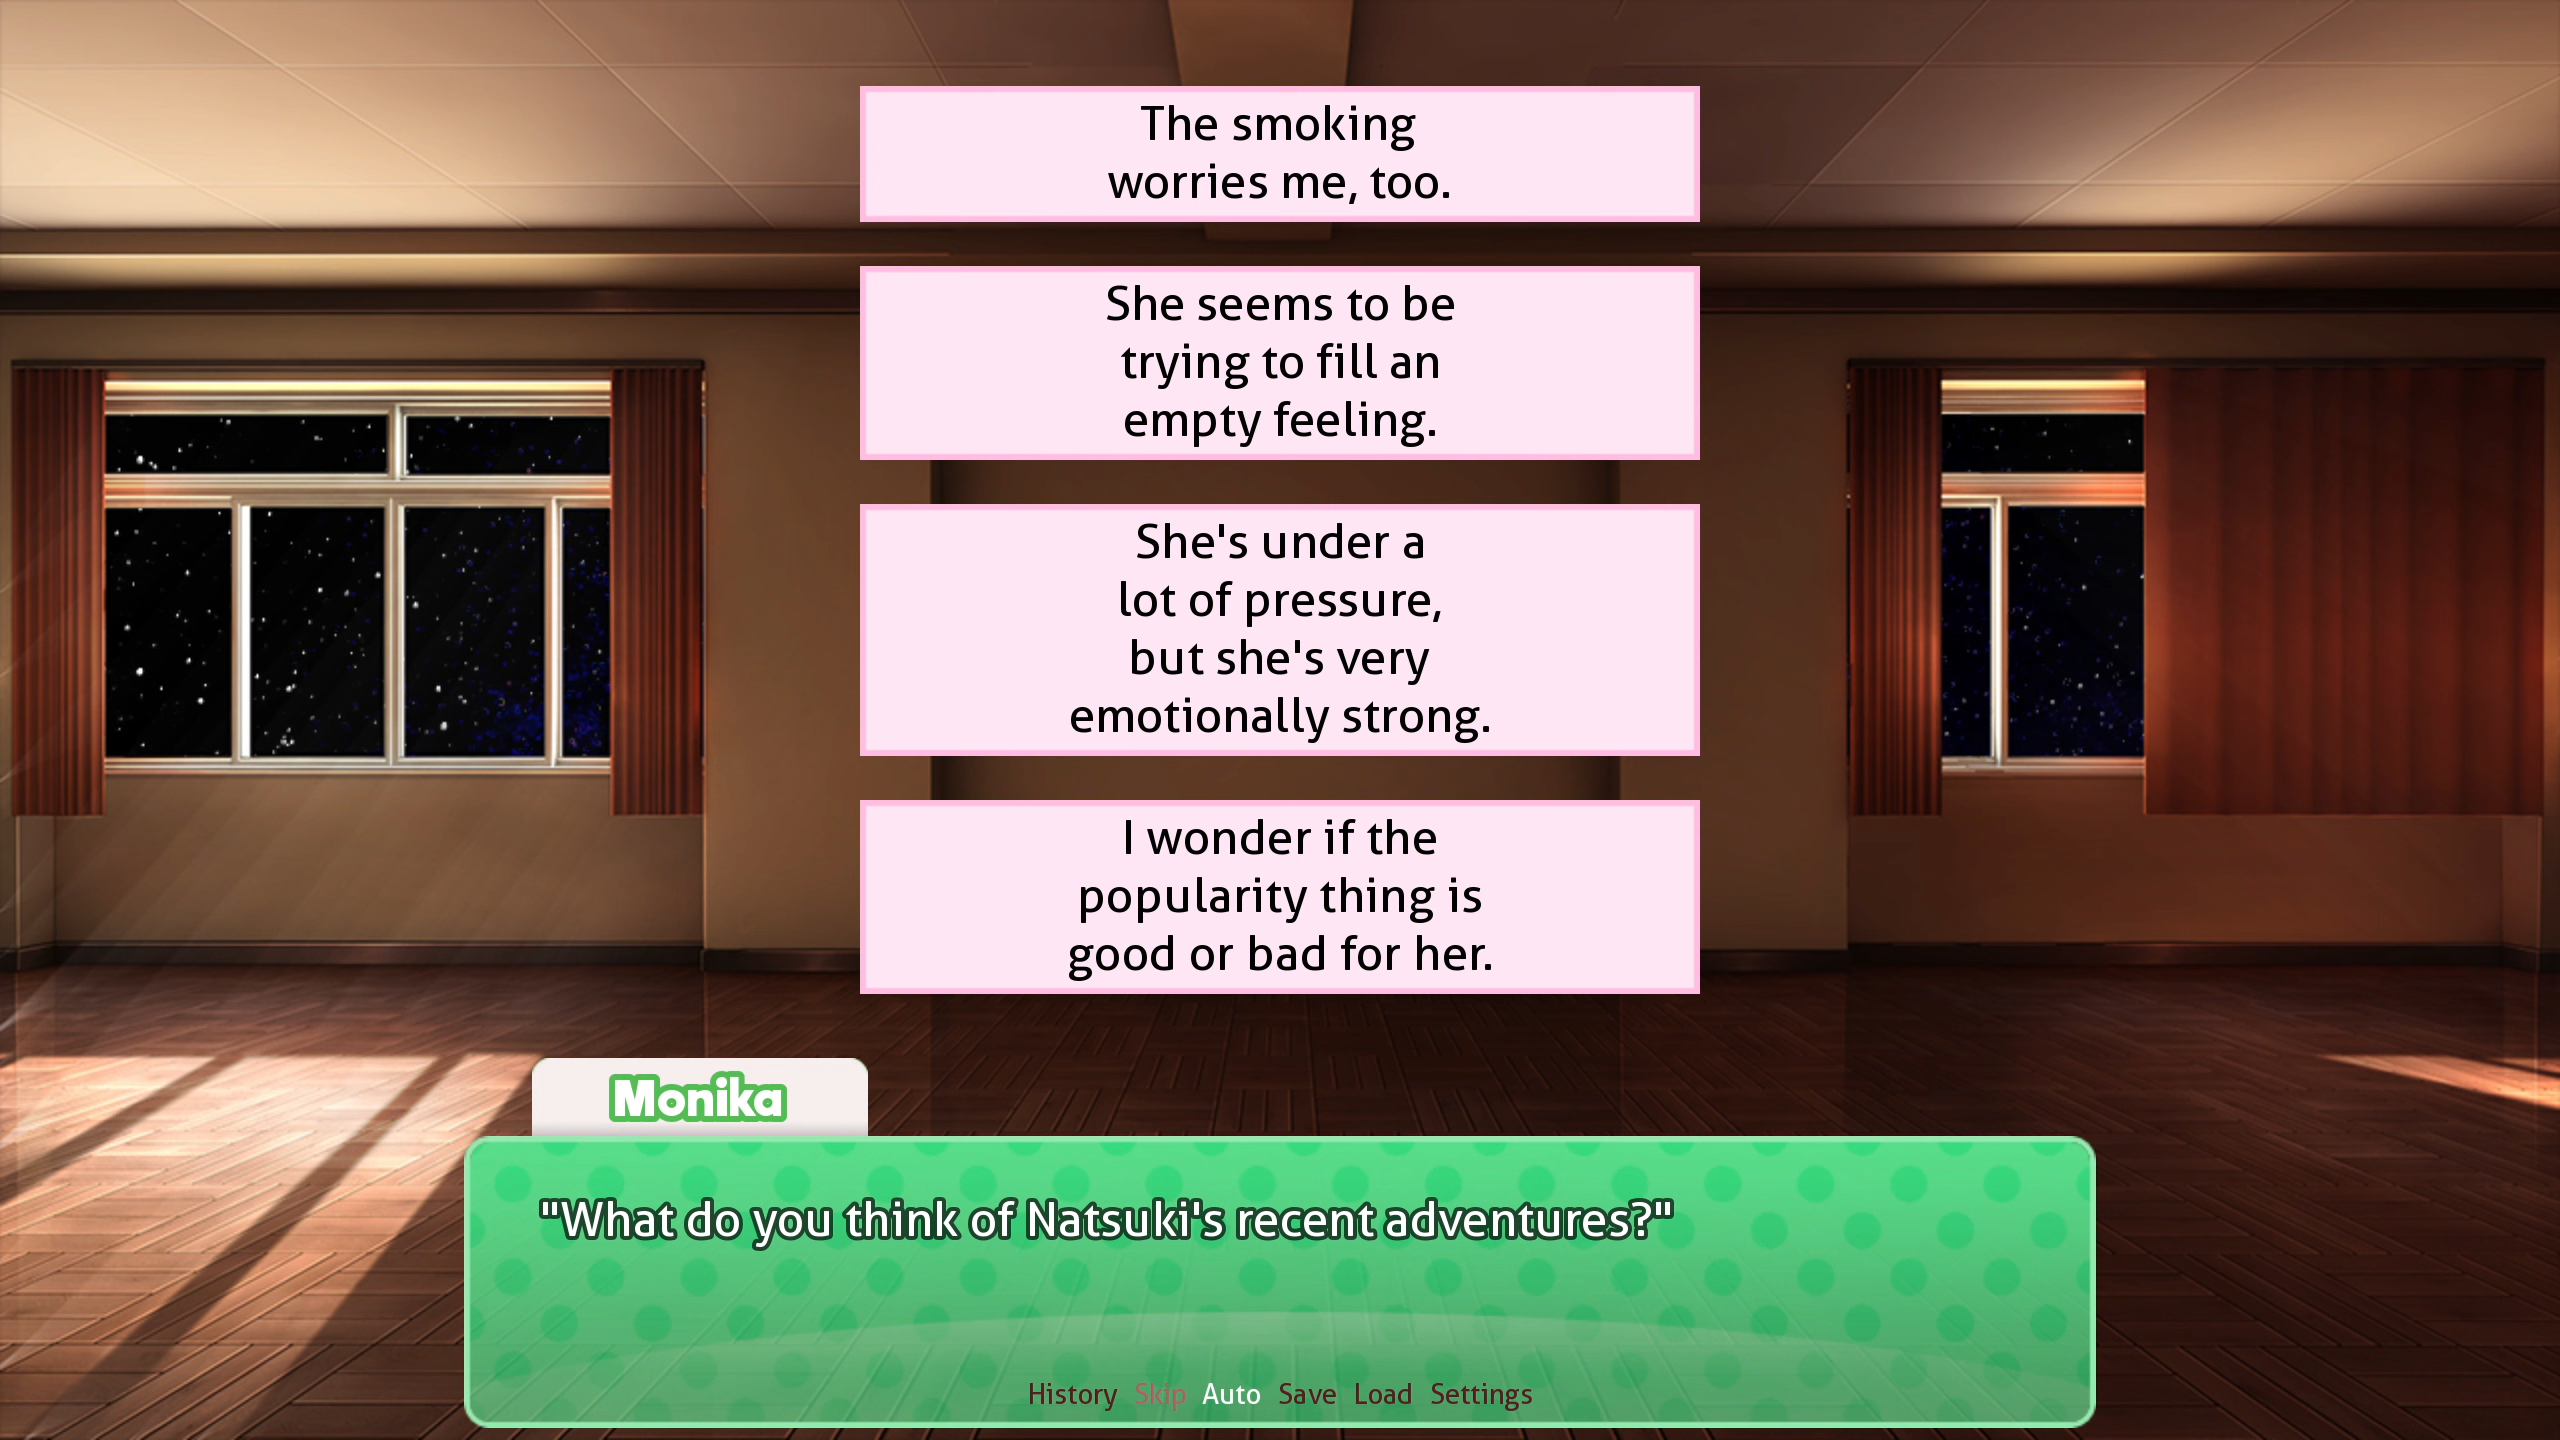 The smoking
worries me, too.
She seems to be
trying to fill an
empty feeling.
She's under a
lot of pressure,
but she's very
emotionally strong.
I wonder if the
popularity thing is
good or bad for her.
Monika
"What do you think of Natsuki's recent adventures?"
History Skip Auto Save Load Settings